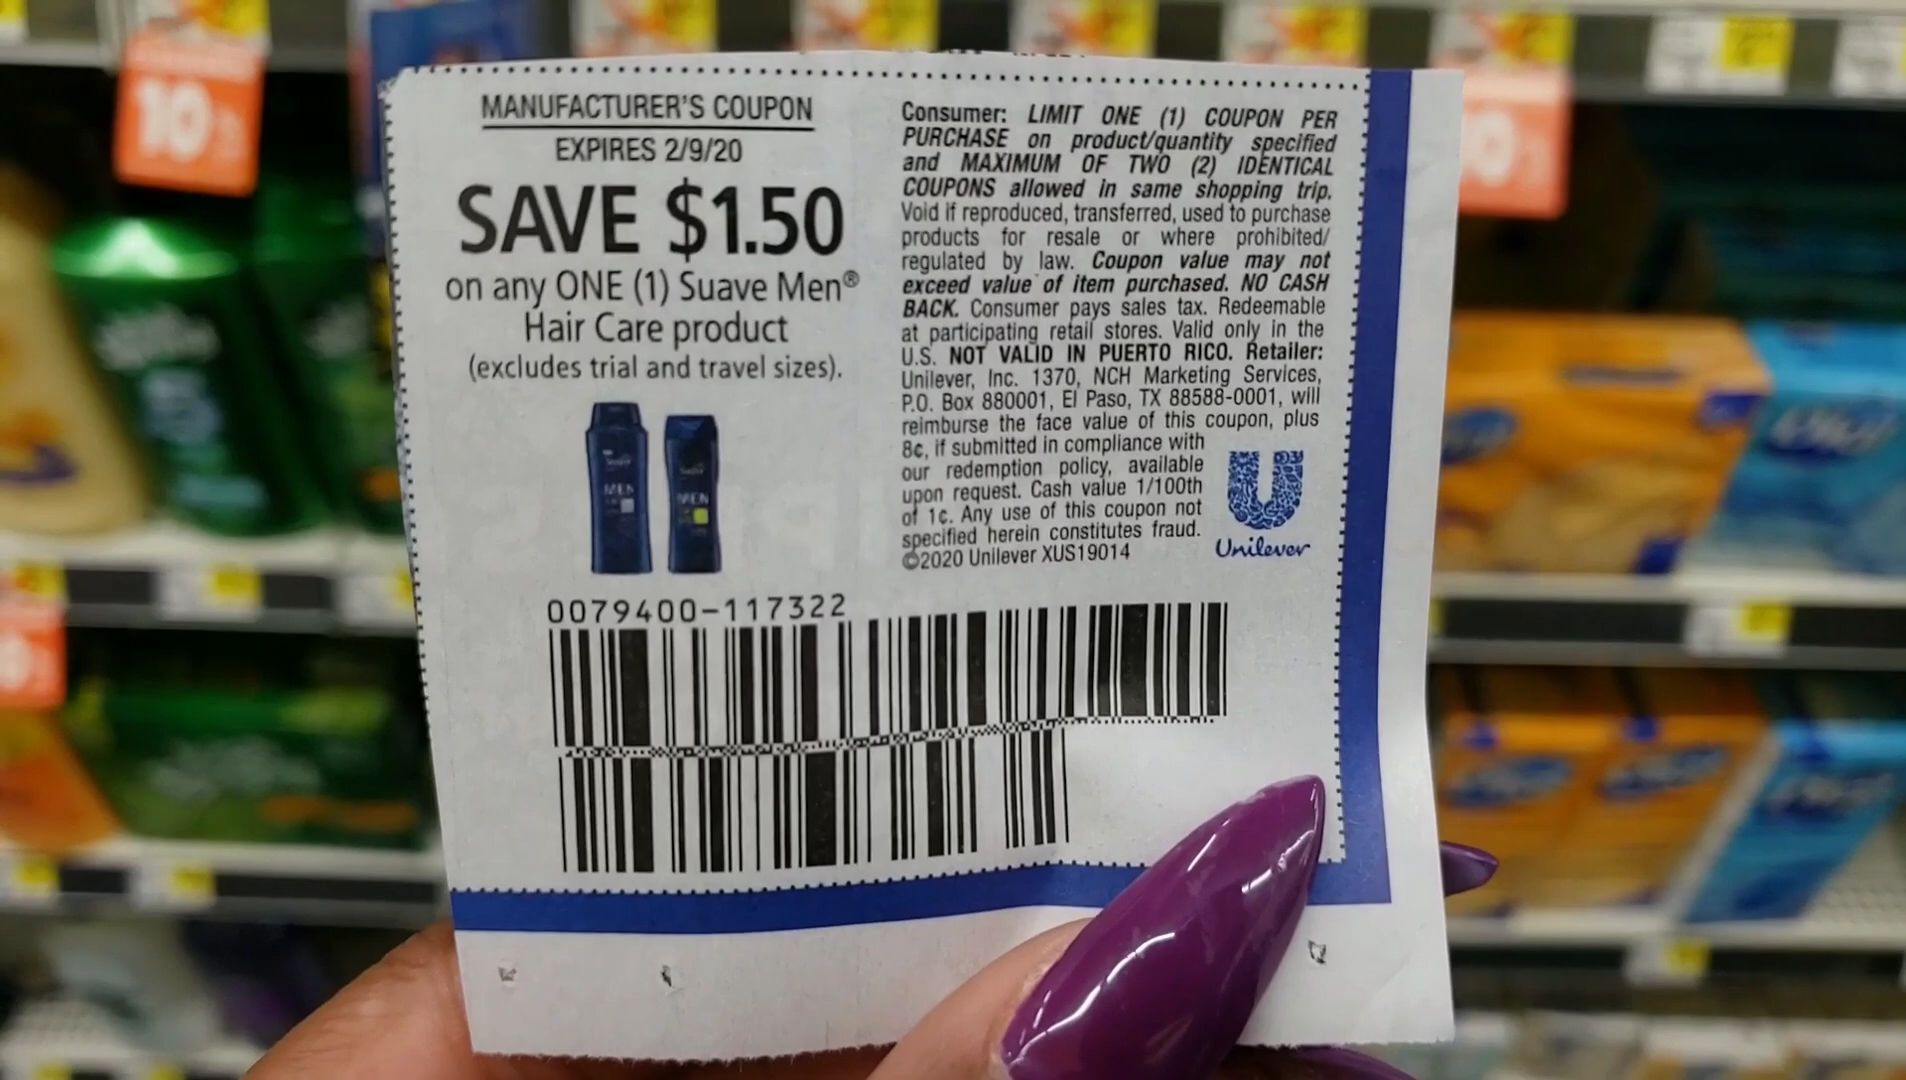 MANUFACTURER'S COUPON
EXPIRES 2/9/20
SAVE $1.50
on any ONE (1) Suave Men®
Hair Care product
(excludes trial and travel sizes).
MEN
MEN
Consumer: LIMIT ONE (1) COUPON PER
PURCHASE on product/quantity specified
and MAXIMUM OF TWO (2) IDENTICAL
COUPONS allowed in same shopping trip.
Void if reproduced, transferred, used to purchase
products for resale or where prohibited/
regulated by law. Coupon value may not
exceed value of item purchased. NO CASH
BACK. Consumer pays sales tax. Redeemable
at participating retail stores. Valid only in the
U.S. NOT VALID IN PUERTO RICO. Retailer:
Unilever, Inc. 1370, NCH Marketing Services,
P.O. Box 880001, El Paso, TX 88588-0001, will
reimburse the face value of this coupon, plus
8¢, if submitted in compliance with
our redemption policy, available
upon request. Cash value 1/100th
of 1¢. Any use of this coupon not
specified herein constitutes fraud.
©2020 Unilever XUS19014
Unilever
0079400-117322
10